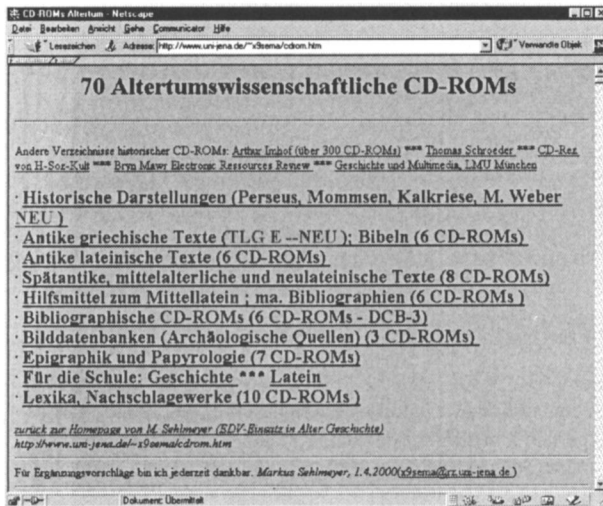 CD-ROMs Altertum - Netscape
Datei Bearbeiten Ansicht Gehe Communicator Hilfe
Lesezeichen Adresse: http://www.uni-jena.de/~x9sema/cdrom.htm Verwandte Objek
70 Altertumswissenschaftliche CD-ROMs
Andere Verzeichnisse historischer CD-ROMs: Arthur Imhof (über 300 CD-ROMs) *** Thomas Schroeder *** CD-Rez
von H-Soz-Kult *** Bryn Mawr Electronic Ressources Review *** Geschichte und Multimedia, LMU München
· Historische Darstellungen (Perseus, Mommsen, Kalkriese, M. Weber
NEU )
· Antike griechische Texte (TLG E --NEU ); Bibeln (6 CD-ROMs)
· Antike lateinische Texte (6 CD-ROMs)
· Spätantike, mittelalterliche und neulateinische Texte (8 CD-ROMs)
· Hilfsmittel zum Mittellatein ; ma. Bibliographien (6 CD-ROMs )
· Bibliographische CD-ROMs (6 CD-ROMs - DCB-3)
· Bilddatenbanken (Archäologische Quellen) (3 CD-ROMs)
· Epigraphik und Papyrologie (7 CD-ROMs)
· Für die Schule: Geschichte *** Latein
· Lexika, Nachschlagewerke (10 CD-ROMs )
zurück zur Homepage von M. Sehlmeyer (EDV-Einsatz in Alter Geschichte)
http://www.uni-jena.de/~x9sema/cdrom.htm
Für Ergänzungsvorschläge bin ich jederzeit dankbar. Markus Sehlmeyer, 1.4.2000(x9sema@rz.uni-jena.de )
Dokument: Übermittelt